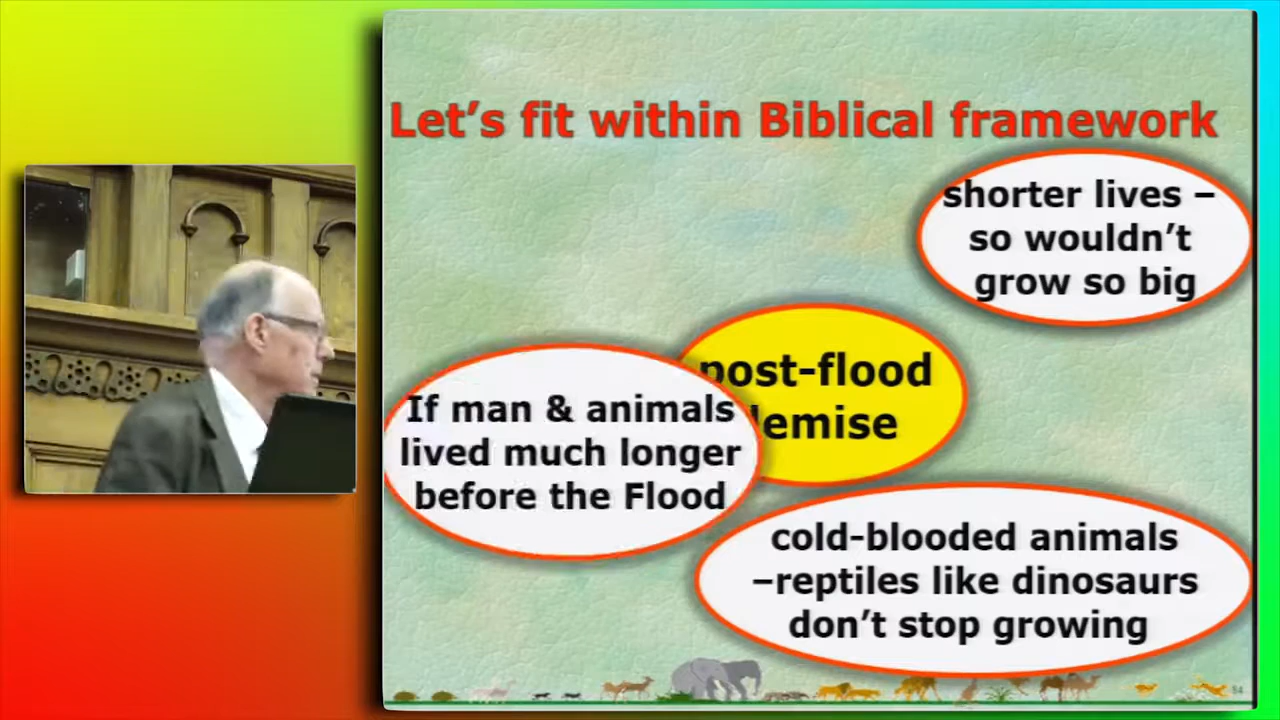 Let's fit within Biblical framework
shorter lives –
so wouldn't
grow so big
post-flood
demise
If man & animals
lived much longer
before the Flood
cold-blooded animals
–reptiles like dinosaurs
don't stop growing